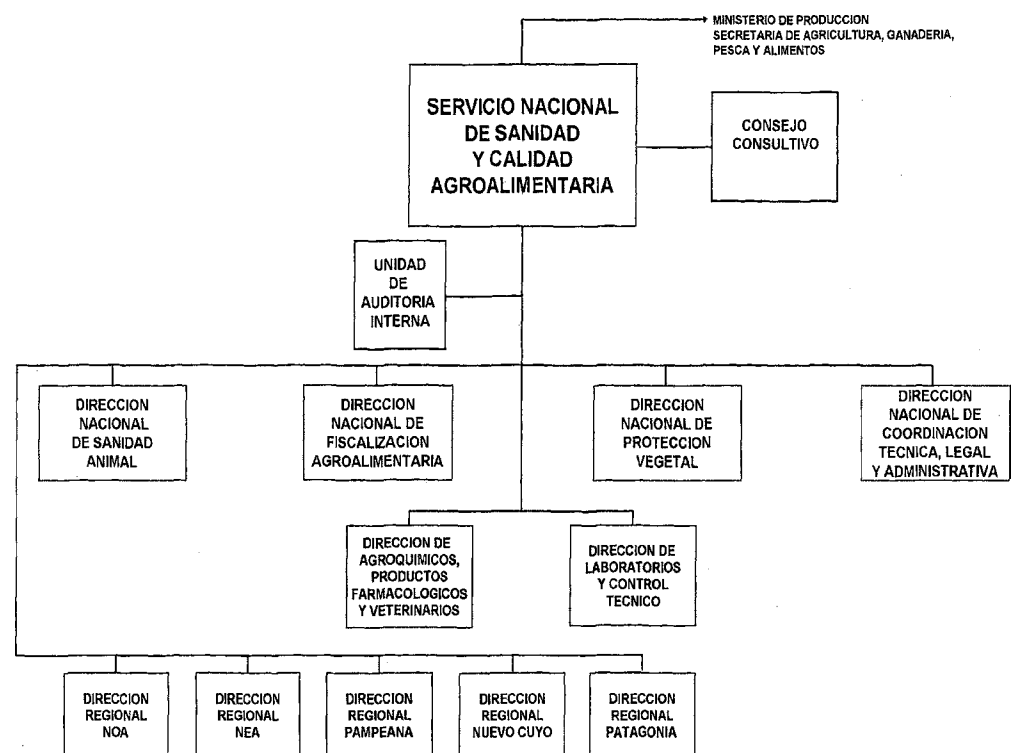 MINISTERIO DE PRODUCCION
SECRETARIA DE AGRICULTURA, GANADERIA,
PESCA Y ALIMENTOS
SERVICIO NACIONAL
DE SANIDAD
Y CALIDAD
AGROALIMENTARIA
CONSEJO
CONSULTIVO
UNIDAD
DE
AUDITORIA
INTERNA
DIRECCION
NACIONAL
DE SANIDAD
ANIMAL
DIRECCION
NACIONAL DE
FISCALIZACION
AGROALIMENTARIA
DIRECCION
NACIONAL DE
PROTECCION
VEGETAL
DIRECCION
NACIONAL DE
COORDINACION
TECNICA, LEGAL
Y ADMINISTRATIVA
DIRECCION DE
AGROQUIMICOS,
PRODUCTOS
FARMACOLOGICOS
Y VETERINARIOS
DIRECCION DE
LABORATORIOS
Y CONTROL
TECNICO
DIRECCION
REGIONAL
NOA
DIRECCION
REGIONAL
NEA
DIRECCION
REGIONAL
PAMPEANA
DIRECCION
REGIONAL
NUEVO CUYO
DIRECCION
REGIONAL
PATAGONIA